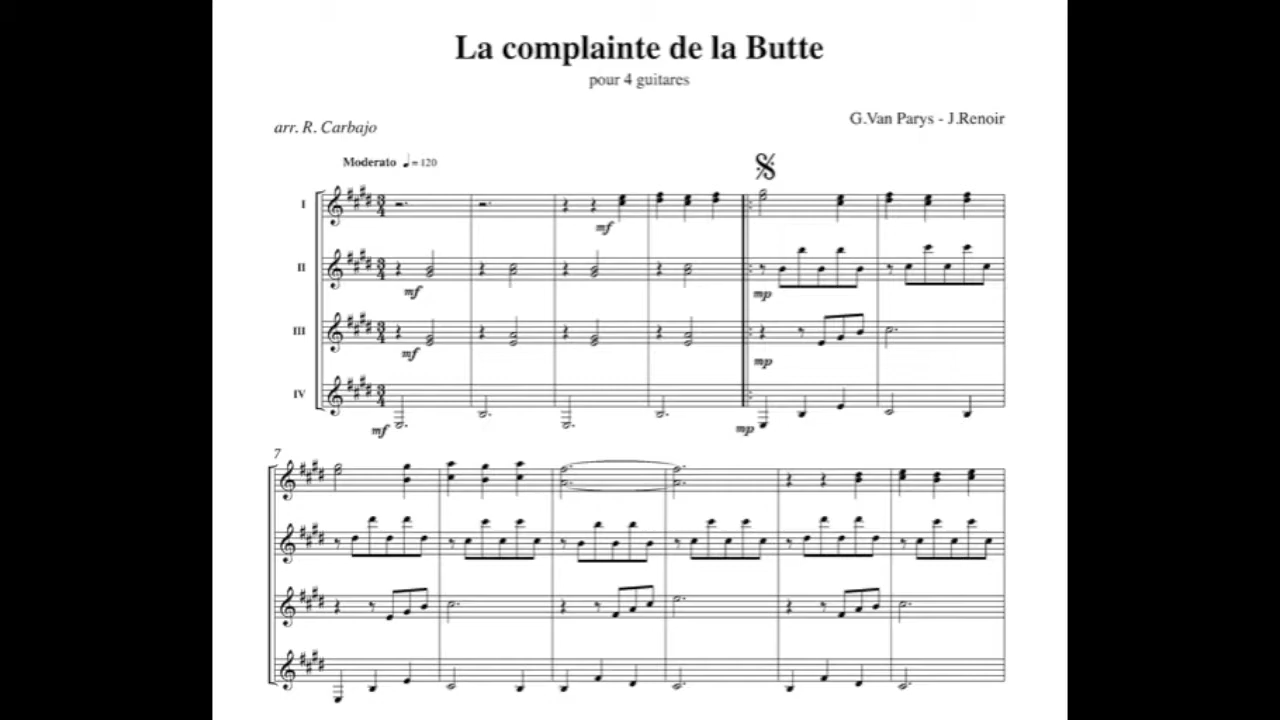 La complainte de la Butte
pour 4 guitares
G.Van Parys - J.Renoir
arr. R. Carbajo
Moderato ♩ = 120
I
mf
II
mf
mp
III
mf
mp
IV
mf
mp
7